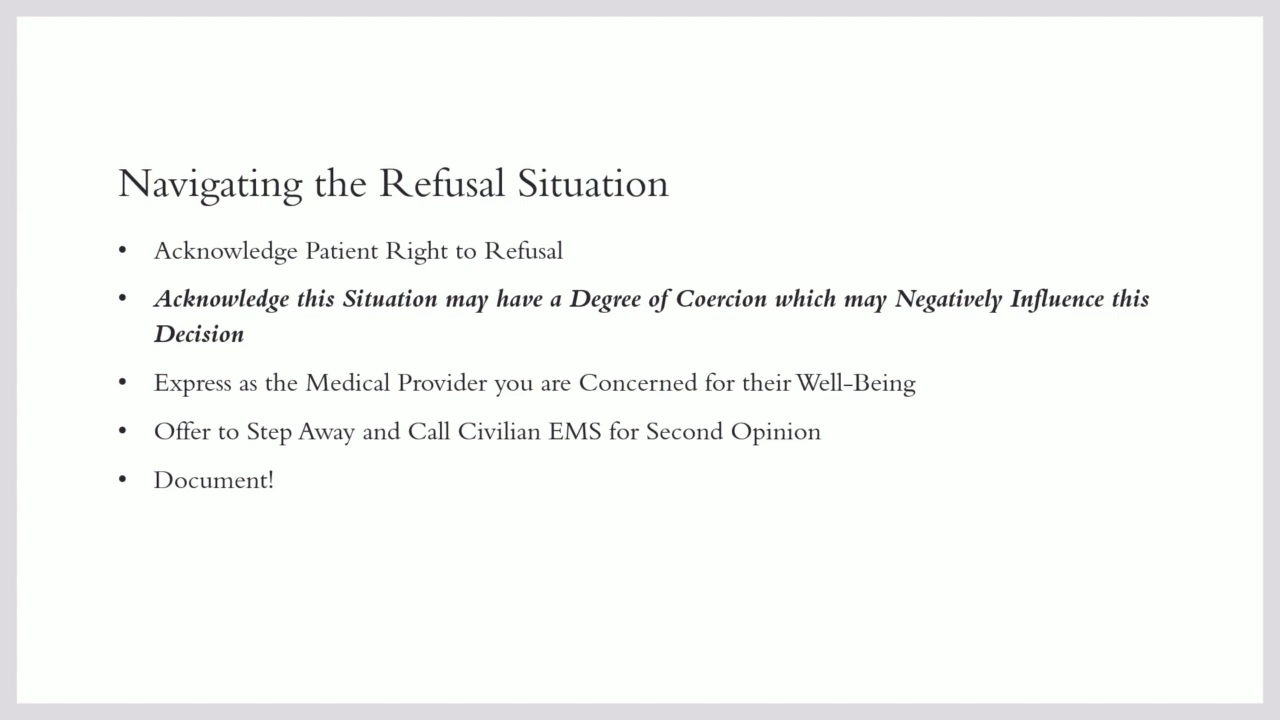 Navigating the Refusal Situation
• Acknowledge Patient Right to Refusal
• Acknowledge this Situation may have a Degree of Coercion which may Negatively Influence this
Decision
• Express as the Medical Provider you are Concerned for their Well-Being
• Offer to Step Away and Call Civilian EMS for Second Opinion
• Document!